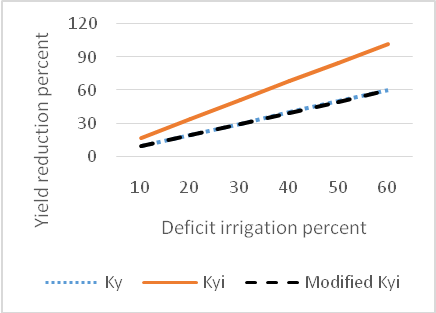 Yield reduction percent
120
90
60
30
0
10 20 30 40 50 60
Deficit irrigation percent
Ky Kyi Modified Kyi